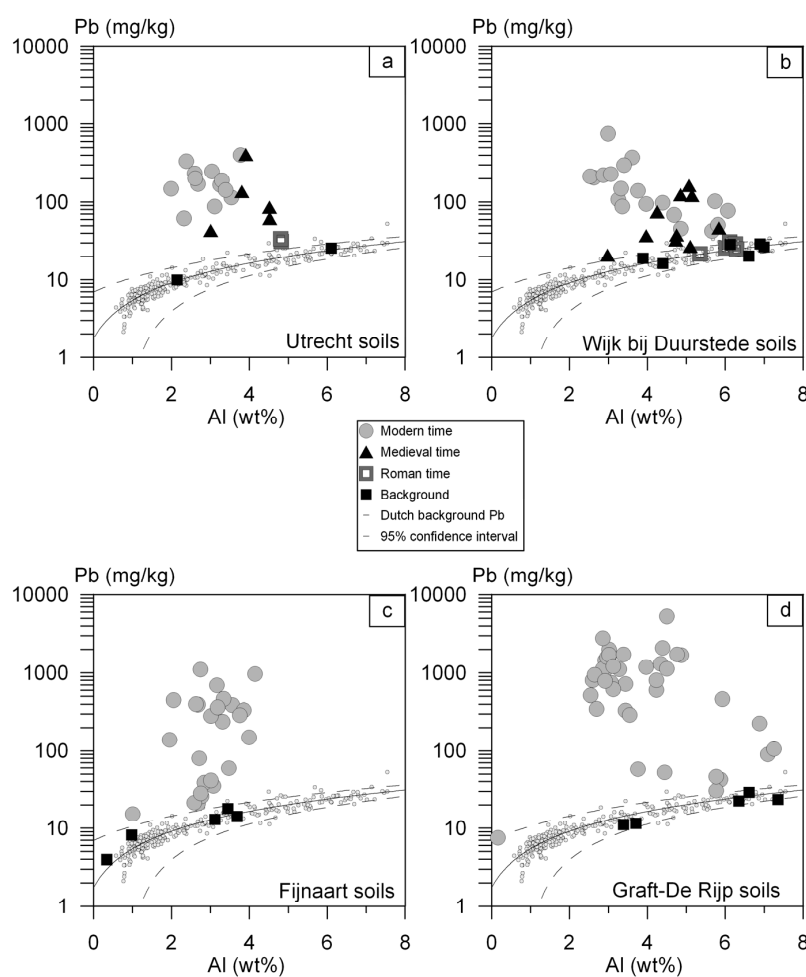 Pb (mg/kg)
10000
1000
100
10
1
0
2
4
6
8
Al (wt%)
a
Utrecht soils
Pb (mg/kg)
10000
1000
100
10
1
0
2
4
6
8
Al (wt%)
b
Wijk bij Duurstede soils
Modern time
Medieval time
Roman time
Background
Dutch background Pb
95% confidence interval
Pb (mg/kg)
10000
1000
100
10
1
0
2
4
6
8
Al (wt%)
c
Fijnaart soils
Pb (mg/kg)
10000
1000
100
10
1
0
2
4
6
8
Al (wt%)
d
Graft-De Rijp soils